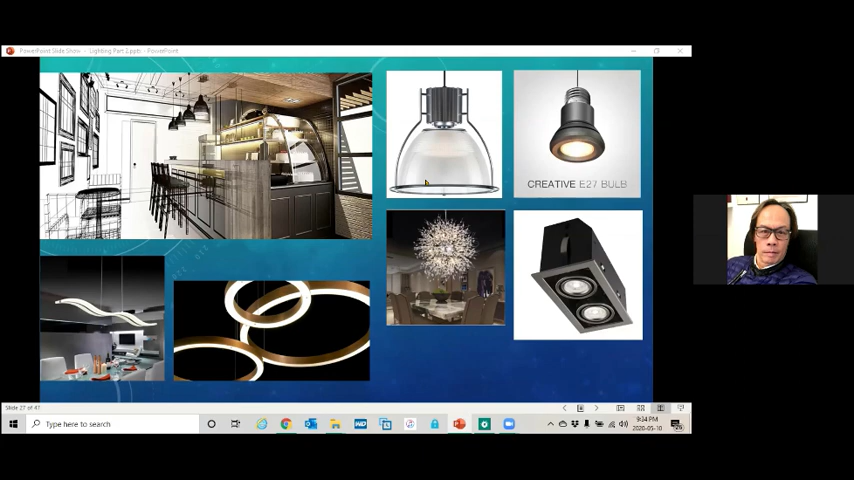 PowerPoint Slide Show - Lighting Part 2.pptx - PowerPoint
CREATIVE E27 BULB
Slide 27 of 41
Type here to search
9:34 PM
2020-05-10